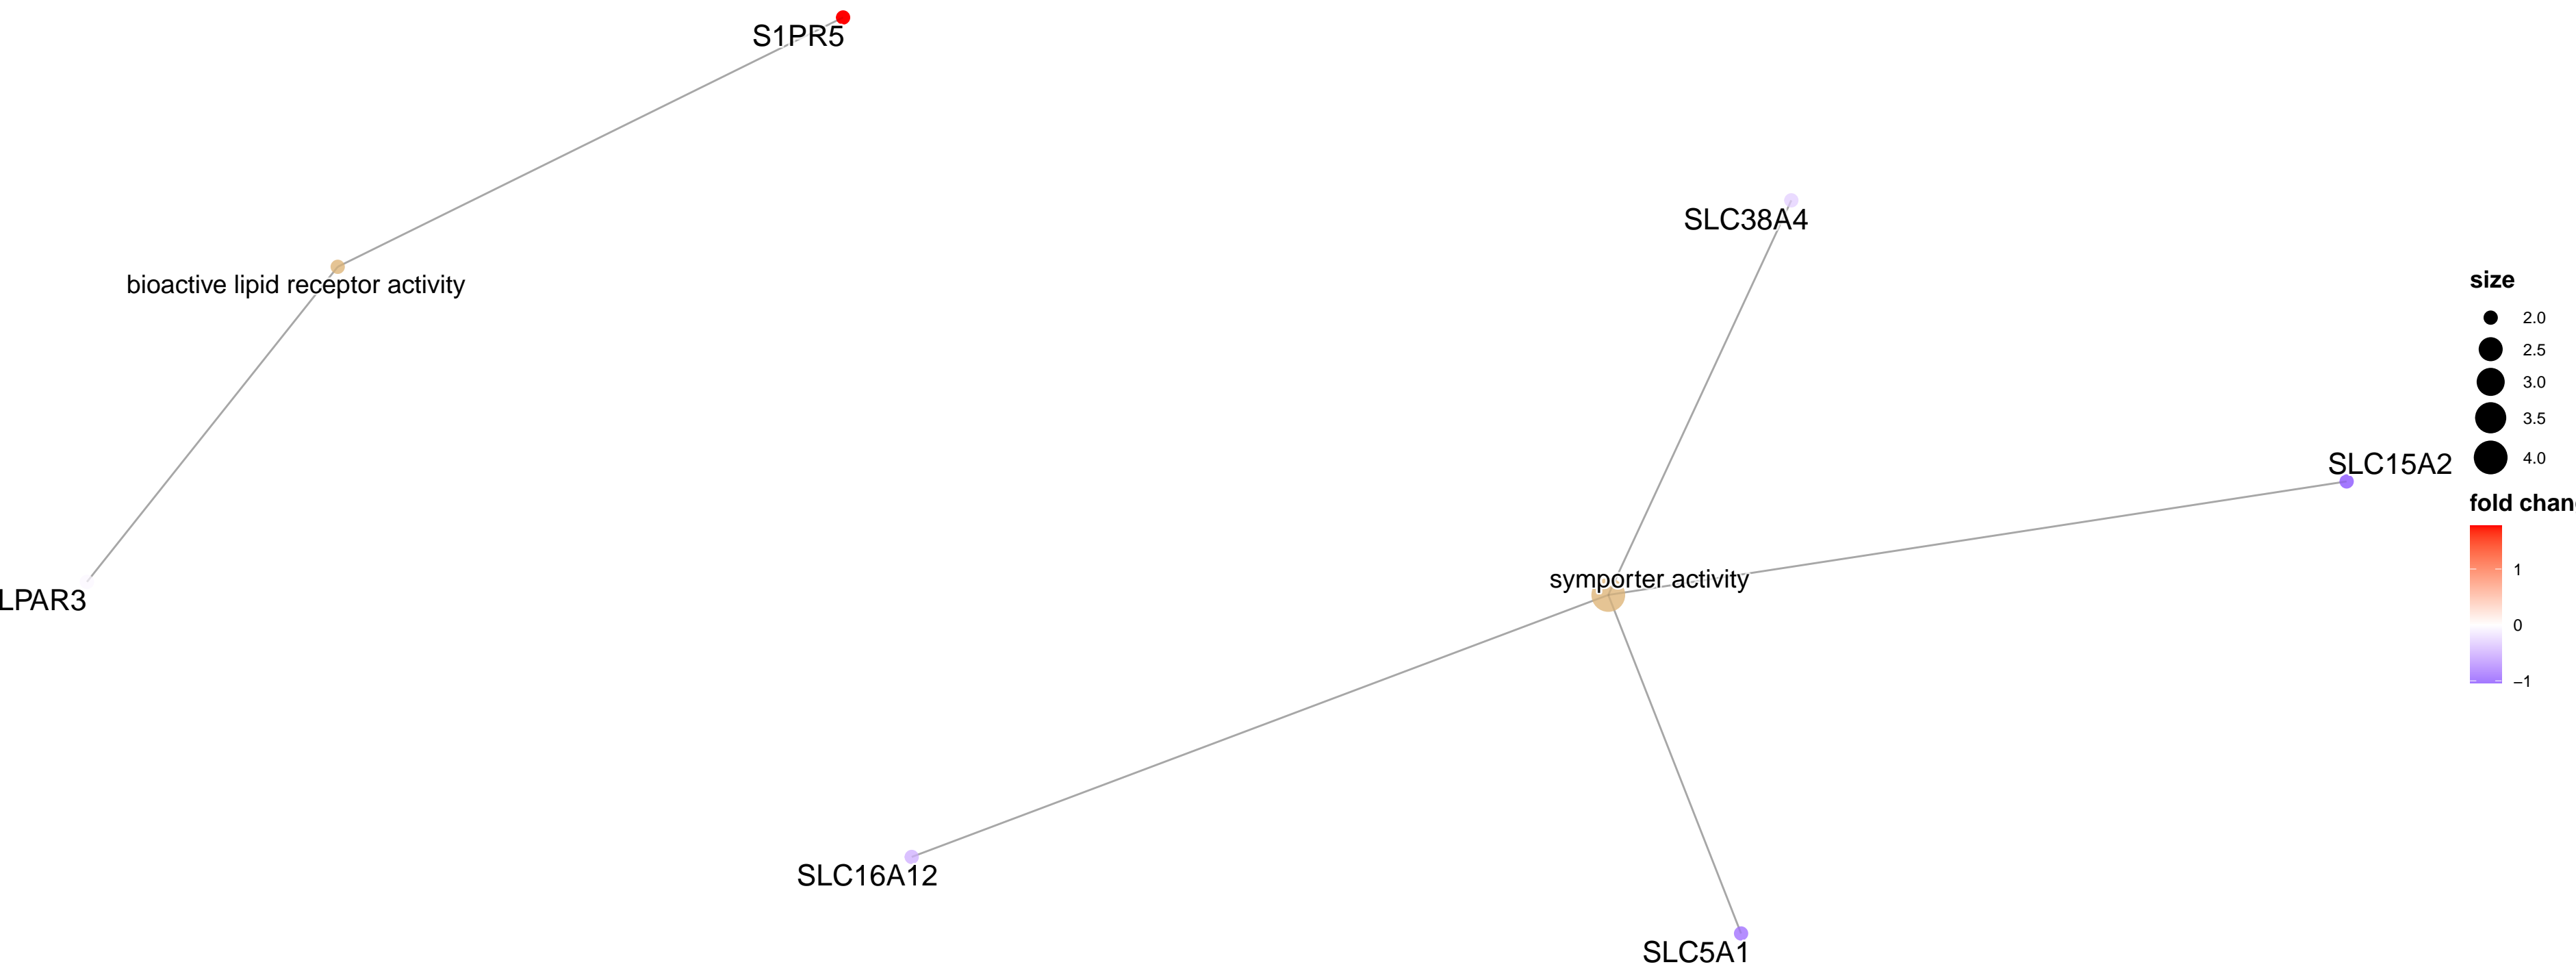 S1PR5
SLC38A4
bioactive lipid receptor activity
size
2.0
2.5
3.0
3.5
4.0
SLC15A2
fold chan
1
0
−1
symporter activity
LPAR3
SLC16A12
SLC5A1